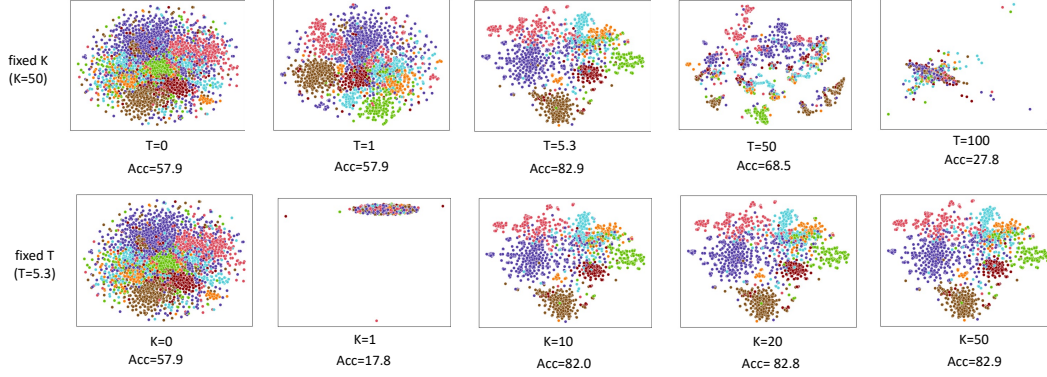 fixed K
(K=50)
T=0
Acc=57.9
T=1
Acc=57.9
T=5.3
Acc=82.9
T=50
Acc=68.5
T=100
Acc=27.8
fixed T
(T=5.3)
K=0
Acc=57.9
K=1
Acc=17.8
K=10
Acc=82.0
K=20
Acc= 82.8
K=50
Acc=82.9